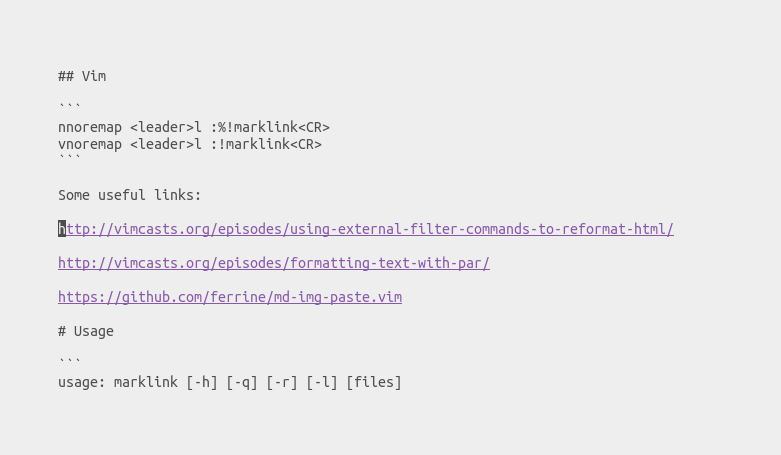 ## Vim
```
nnoremap <leader>l :%!marklink<CR>
vnoremap <leader>l :!marklink<CR>
```
Some useful links:
http://vimcasts.org/episodes/using-external-filter-commands-to-reformat-html/
http://vimcasts.org/episodes/formatting-text-with-par/
https://github.com/ferrine/md-img-paste.vim
# Usage
```
usage: marklink [-h] [-q] [-r] [-l] [files]